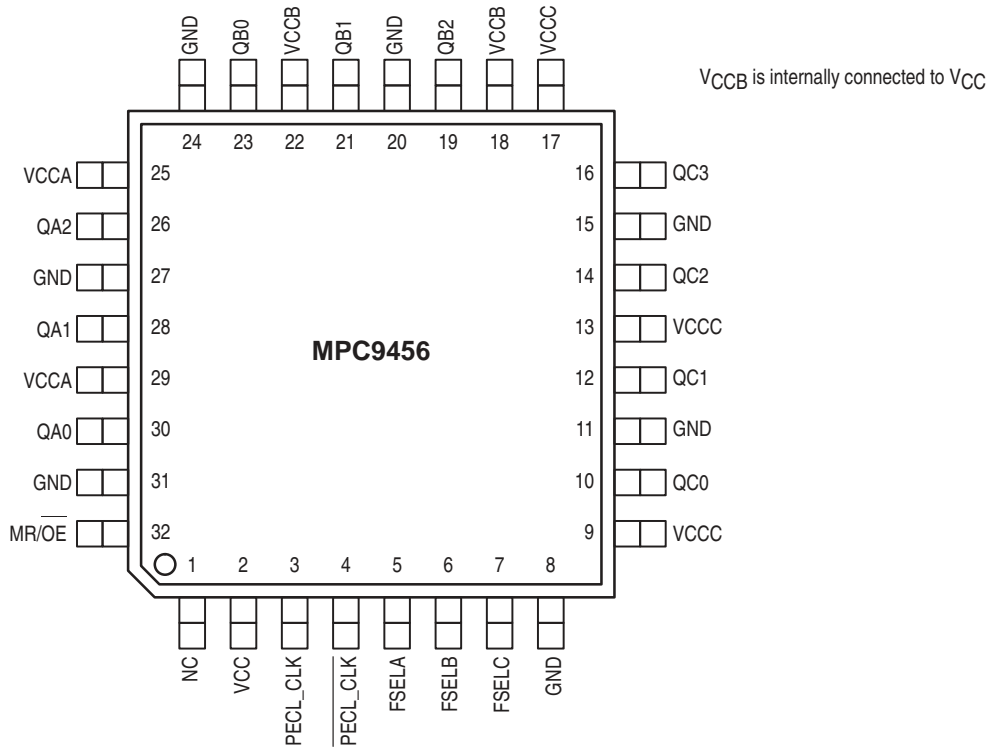 GND
QB0
VCCB
QB1
GND
QB2
VCCB
VCCC
VCCB is internally connected to VCC
24 23 22 21 20 19 18 17
VCCA 25 16 QC3
QA2 26 15 GND
GND 27 14 QC2
QA1 28 13 VCCC
MPC9456
VCCA 29 12 QC1
QA0 30 11 GND
GND 31 10 QC0
MR/OE 32 9 VCCC
1 2 3 4 5 6 7 8
NC
VCC
PECL_CLK
PECL_CLK
FSELA
FSELB
FSELC
GND